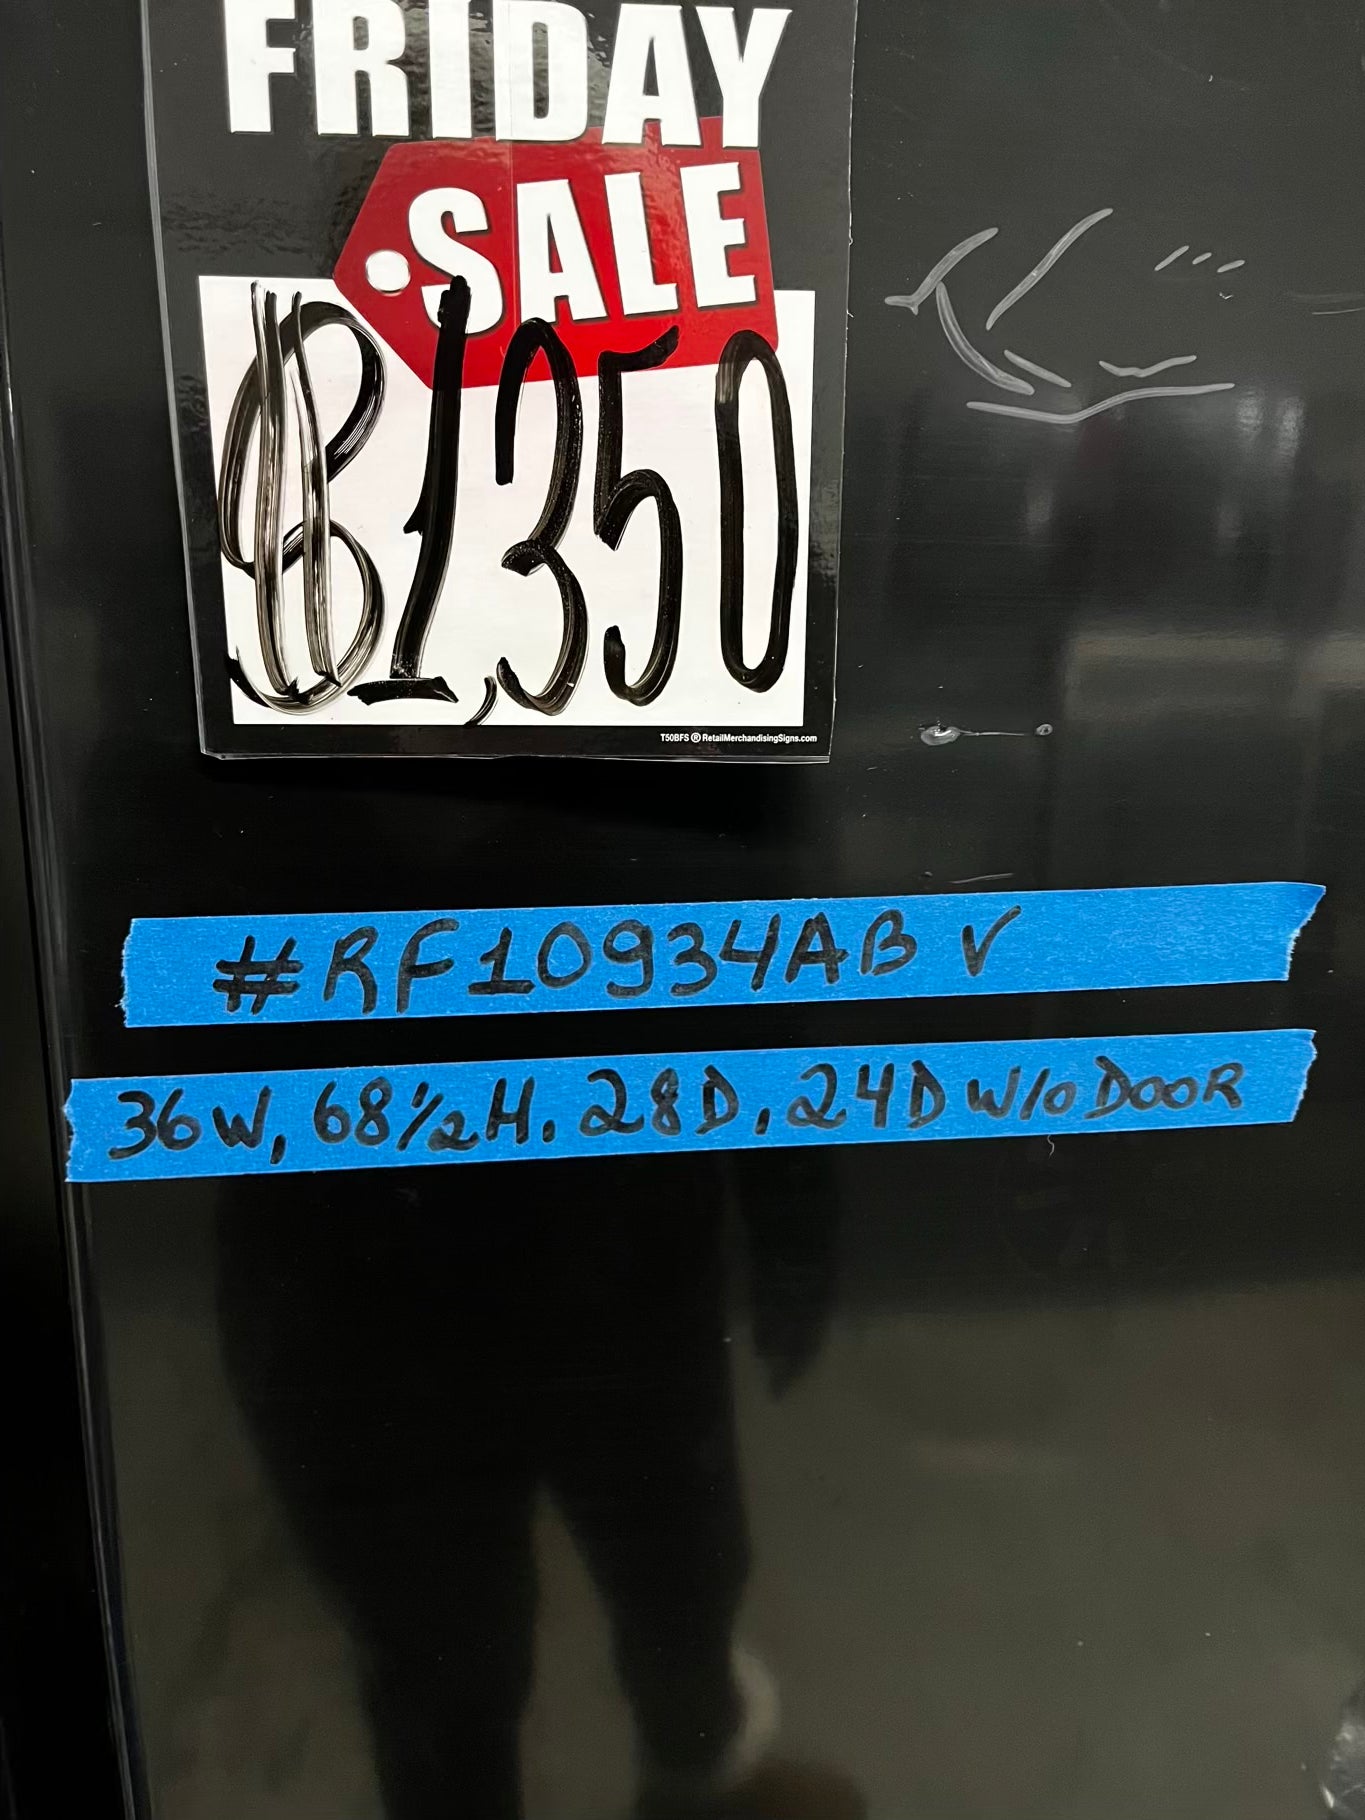 FRIDAY
SALE
$1,350
T50BFS ® RetailMerchandisingSigns.com
#RF10934AB √
36W, 68½H. 28D, 24D W/O DOOR